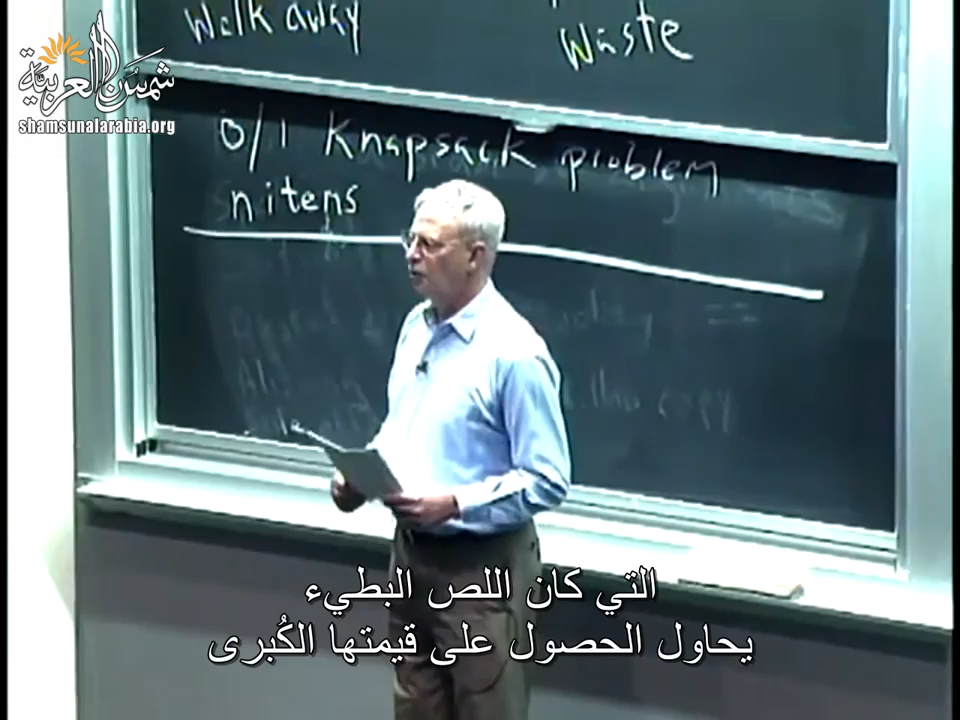 walk away
waste
شمس العربية
shamsunalarabia.org
0/1 Knapsack problem
n items
copy
التي كان اللص البطيء
يحاول الحصول على قيمتها الكُبرى